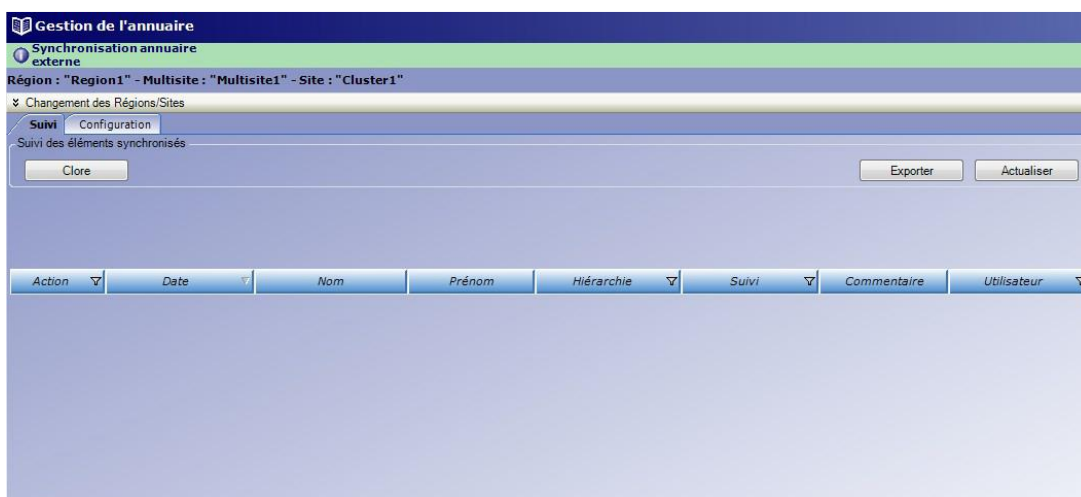 Gestion de l'annuaire
Synchronisation annuaire
externe
Région : "Region1" - Multisite : "Multisite1" - Site : "Cluster1"
Changement des Régions/Sites
Suivi Configuration
Suivi des éléments synchronisés
Clore Exporter Actualiser
Action Date Nom Prénom Hiérarchie Suivi Commentaire Utilisateur